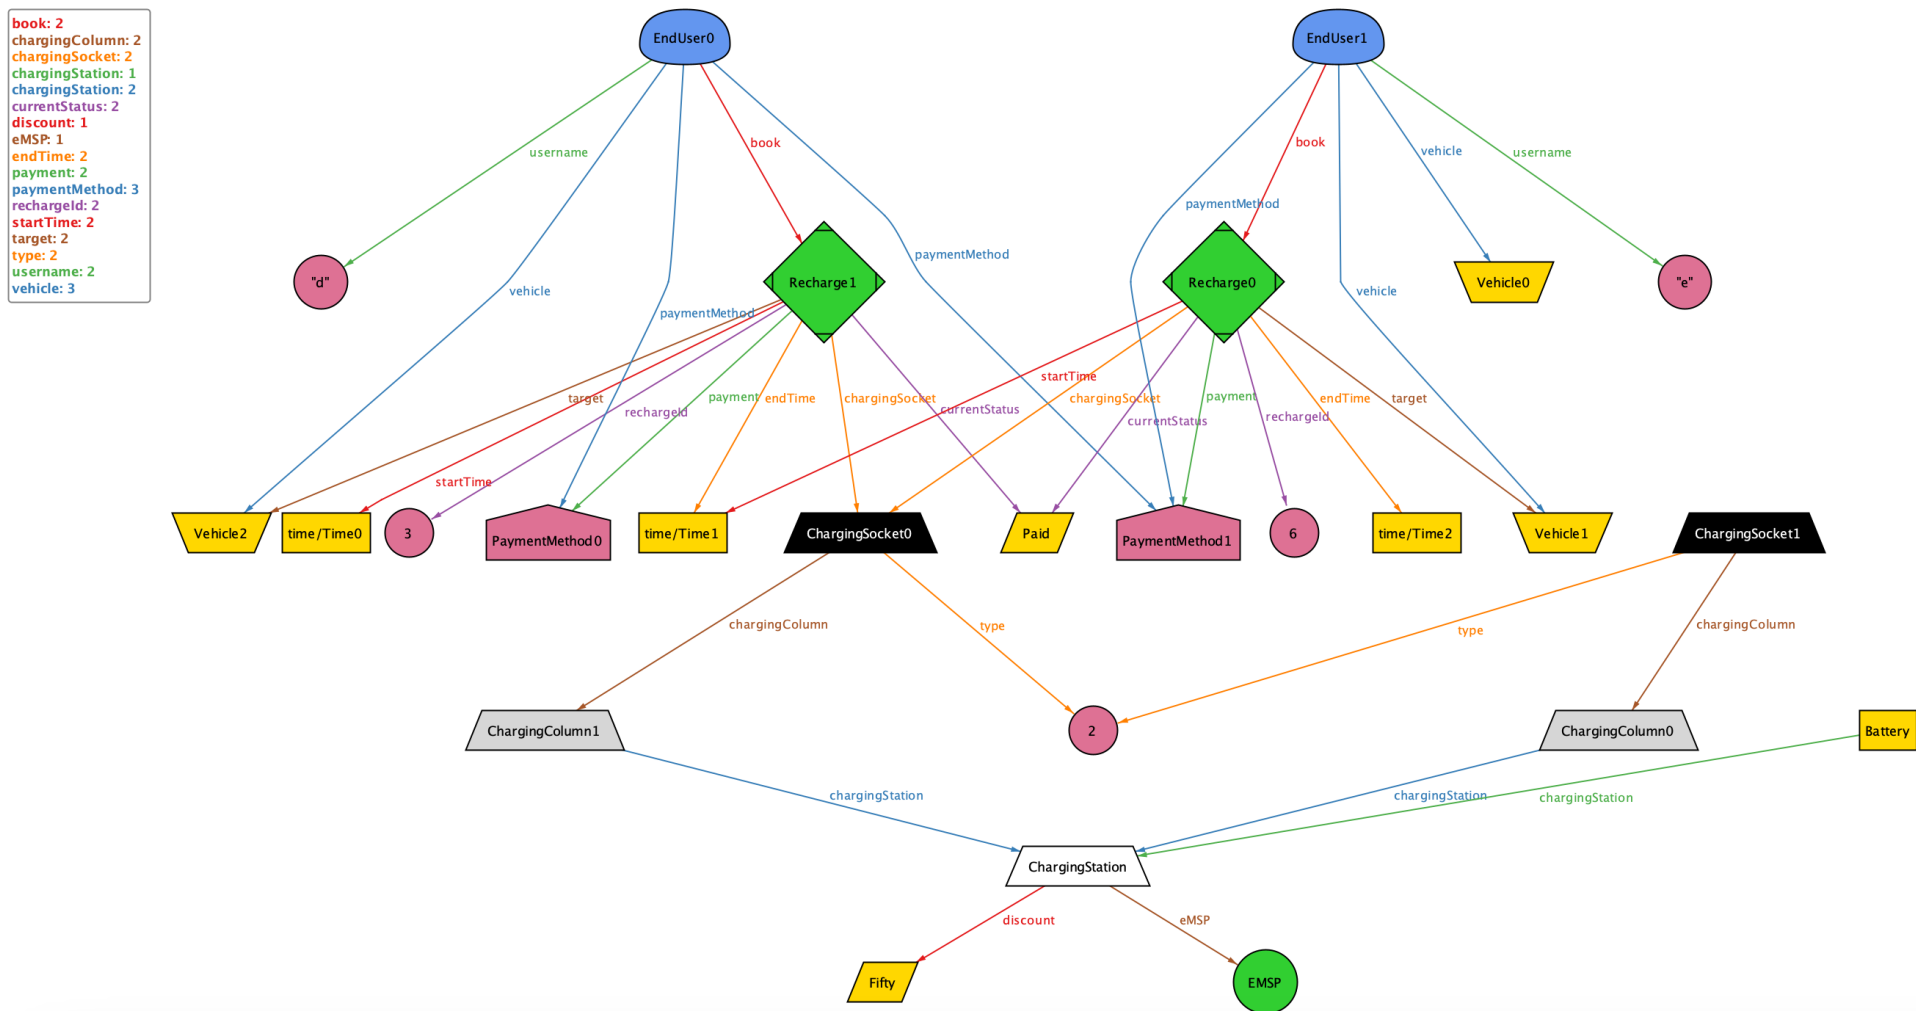 book: 2
chargingColumn: 2
chargingSocket: 2
chargingStation: 1
chargingStation: 2
currentStatus: 2
discount: 1
eMSP: 1
endTime: 2
payment: 2
paymentMethod: 3
rechargeId: 2
startTime: 2
target: 2
type: 2
username: 2
vehicle: 3
EndUser0
EndUser1
book
book
vehicle
username
username
paymentMethod
paymentMethod
"d"
Recharge1
Recharge0
Vehicle0
"e"
vehicle
vehicle
paymentMethod
startTime
target
payment
endTime
chargingSocket
chargingSocket
payment
endTime
target
rechargeId
currentStatus
currentStatus
rechargeId
startTime
Vehicle2
time/Time0
3
PaymentMethod0
time/Time1
ChargingSocket0
Paid
PaymentMethod1
6
time/Time2
Vehicle1
ChargingSocket1
chargingColumn
type
type
chargingColumn
ChargingColumn1
2
ChargingColumn0
Battery
chargingStation
chargingStation
chargingStation
ChargingStation
discount
eMSP
Fifty
EMSP